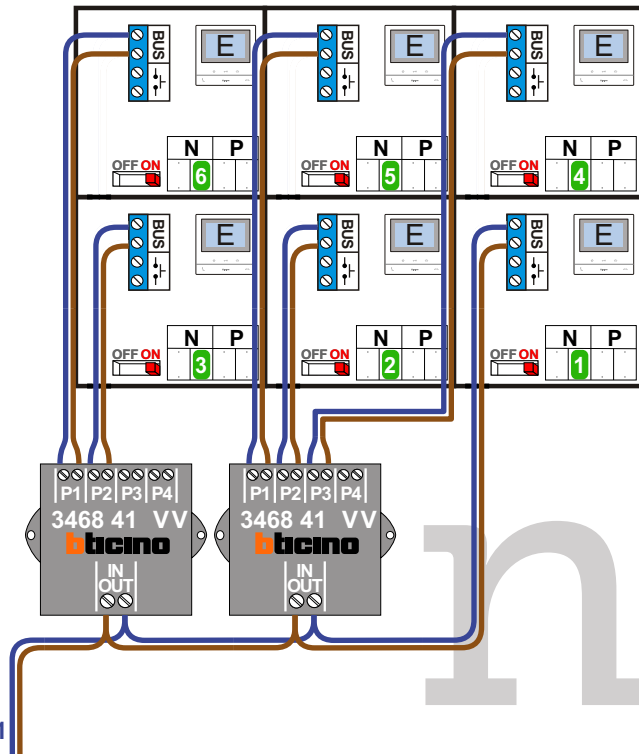 BUS E BUS E BUS E
N P N P N P
OFF ON 6 OFF ON 5 OFF ON 4
BUS E BUS E BUS E
N P N P N P
OFF ON 3 OFF ON 2 OFF ON 1
P1 P2 P3 P4 P1 P2 P3 P4
3468 41 VV 3468 41 VV
bticino bticino
IN IN
OUT OUT
n